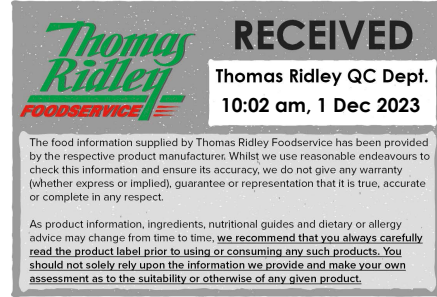 Thomas
Ridley
FOODSERVICE
RECEIVED
Thomas Ridley QC Dept.
10:02 am, 1 Dec 2023
The food information supplied by Thomas Ridley Foodservice has been provided
by the respective product manufacturer. Whilst we use reasonable endeavours to
check this information and ensure its accuracy, we do not give any warranty
(whether express or implied), guarantee or representation that it is true, accurate
or complete in any respect.
As product information, ingredients, nutritional guides and dietary or allergy
advice may change from time to time, we recommend that you always carefully
read the product label prior to using or consuming any such products. You
should not solely rely upon the information we provide and make your own
assessment as to the suitability or otherwise of any given product.